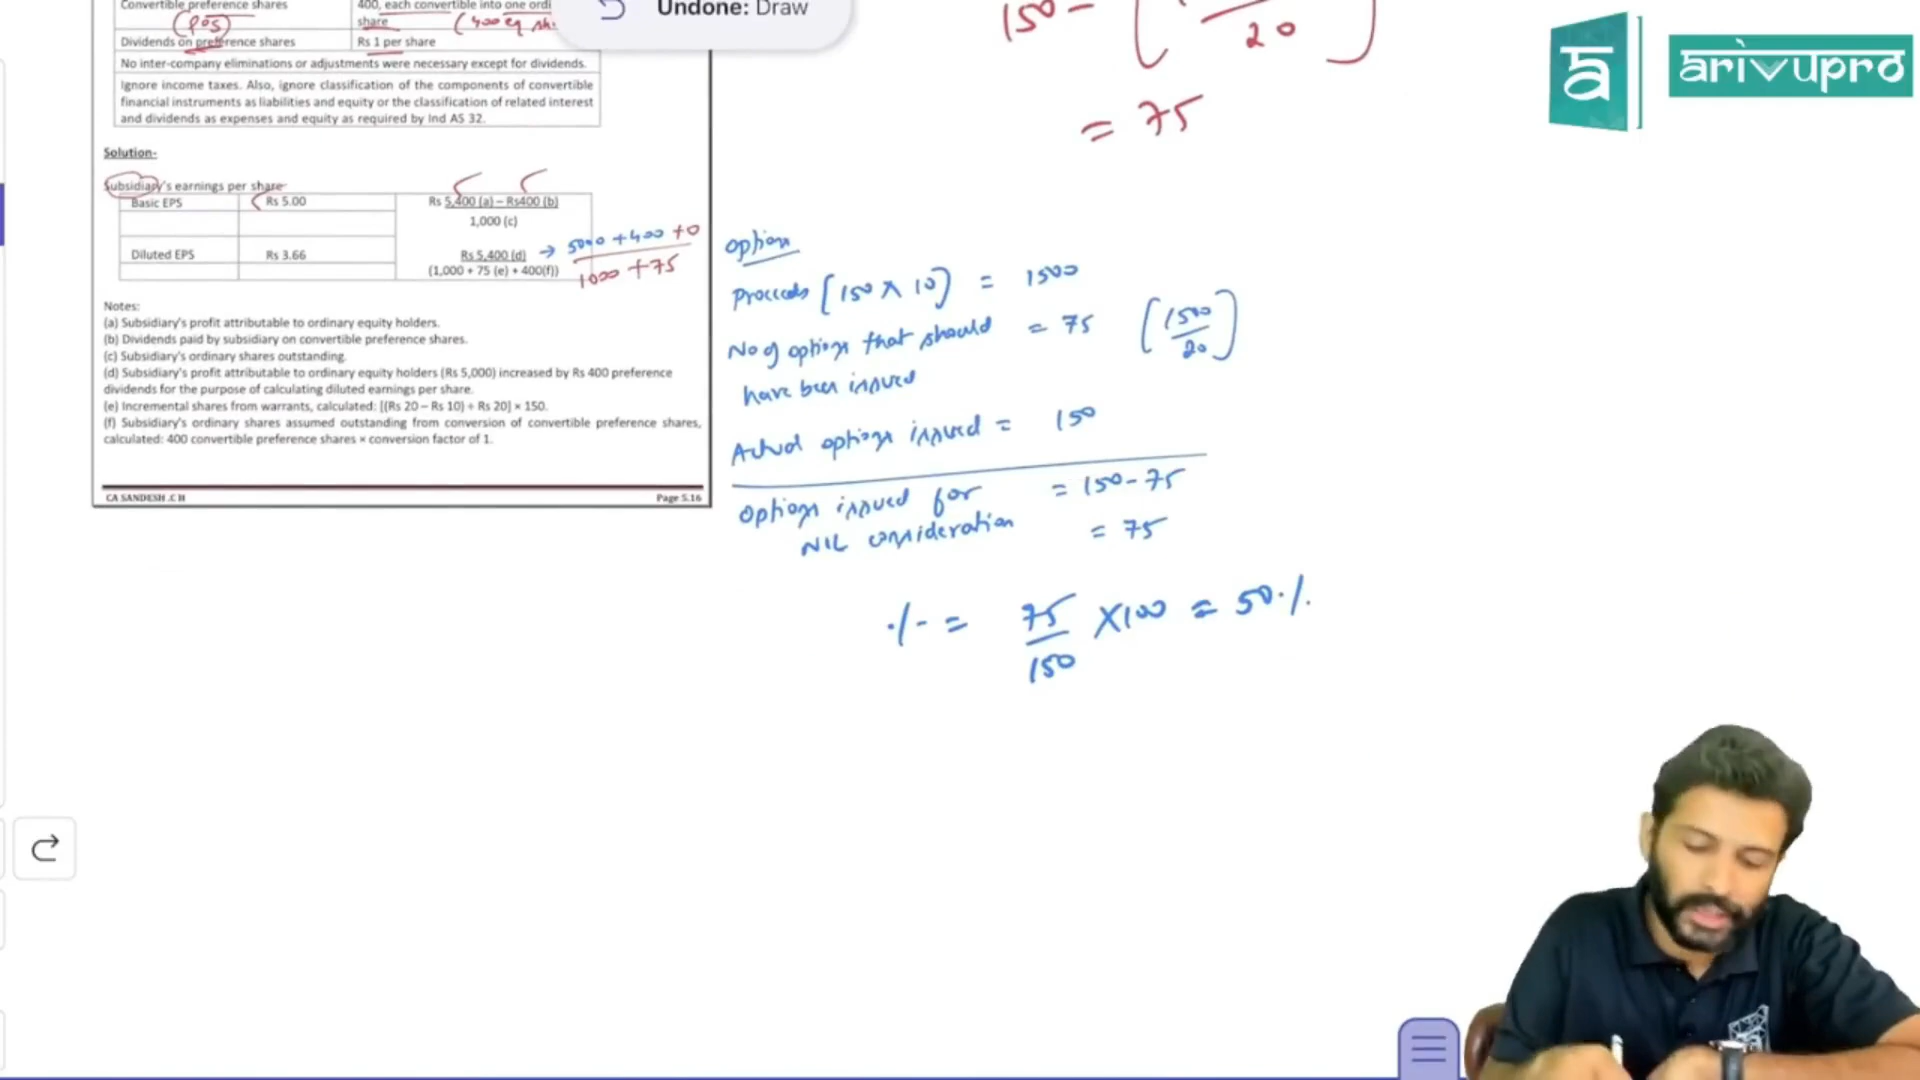 Convertible preference shares
400, each convertible into one ordi
share
(POS)
(400 eq sh
Dividends on preference shares
Rs 1 per share
No inter-company eliminations or adjustments were necessary except for dividends.
Ignore income taxes. Also, ignore classification of the components of convertible
financial instruments as liabilities and equity or the classification of related interest
and dividends as expenses and equity as required by Ind AS 32.
Solution-
Subsidiary's earnings per share
Basic EPS
Rs 5.00
Rs 5,400 (a) – Rs400 (b)
1,000 (c)
Diluted EPS
Rs 3.66
Rs 5,400 (d)
(1,000 + 75 (e) + 400(f))
→ 5000 + 400 + 0
1000 + 75
Notes:
(a) Subsidiary's profit attributable to ordinary equity holders.
(b) Dividends paid by subsidiary on convertible preference shares.
(c) Subsidiary's ordinary shares outstanding.
(d) Subsidiary's profit attributable to ordinary equity holders (Rs 5,000) increased by Rs 400 preference
dividends for the purpose of calculating diluted earnings per share.
(e) Incremental shares from warrants, calculated: [(Rs 20 – Rs 10) ÷ Rs 20] × 150.
(f) Subsidiary's ordinary shares assumed outstanding from conversion of convertible preference shares,
calculated: 400 convertible preference shares × conversion factor of 1.
CA SANDESH .C H
Page 5.16
Undone: Draw
150 –
20
= 75
arivupro
option
Proceeds [150 X 10] = 1500
No of options that should = 75 [1500/20]
have been issued
Actual options issued = 150
options issued for = 150 - 75
NIL consideration = 75
% = 75/150 X 100 = 50%